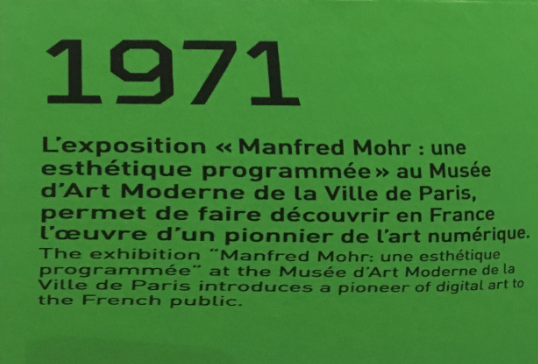 1971
L'exposition « Manfred Mohr : une
esthétique programmée » au Musée
d'Art Moderne de la Ville de Paris,
permet de faire découvrir en France
l'œuvre d'un pionnier de l'art numérique.
The exhibition "Manfred Mohr: une esthétique
programmée" at the Musée d'Art Moderne de la
Ville de Paris introduces a pioneer of digital art to
the French public.